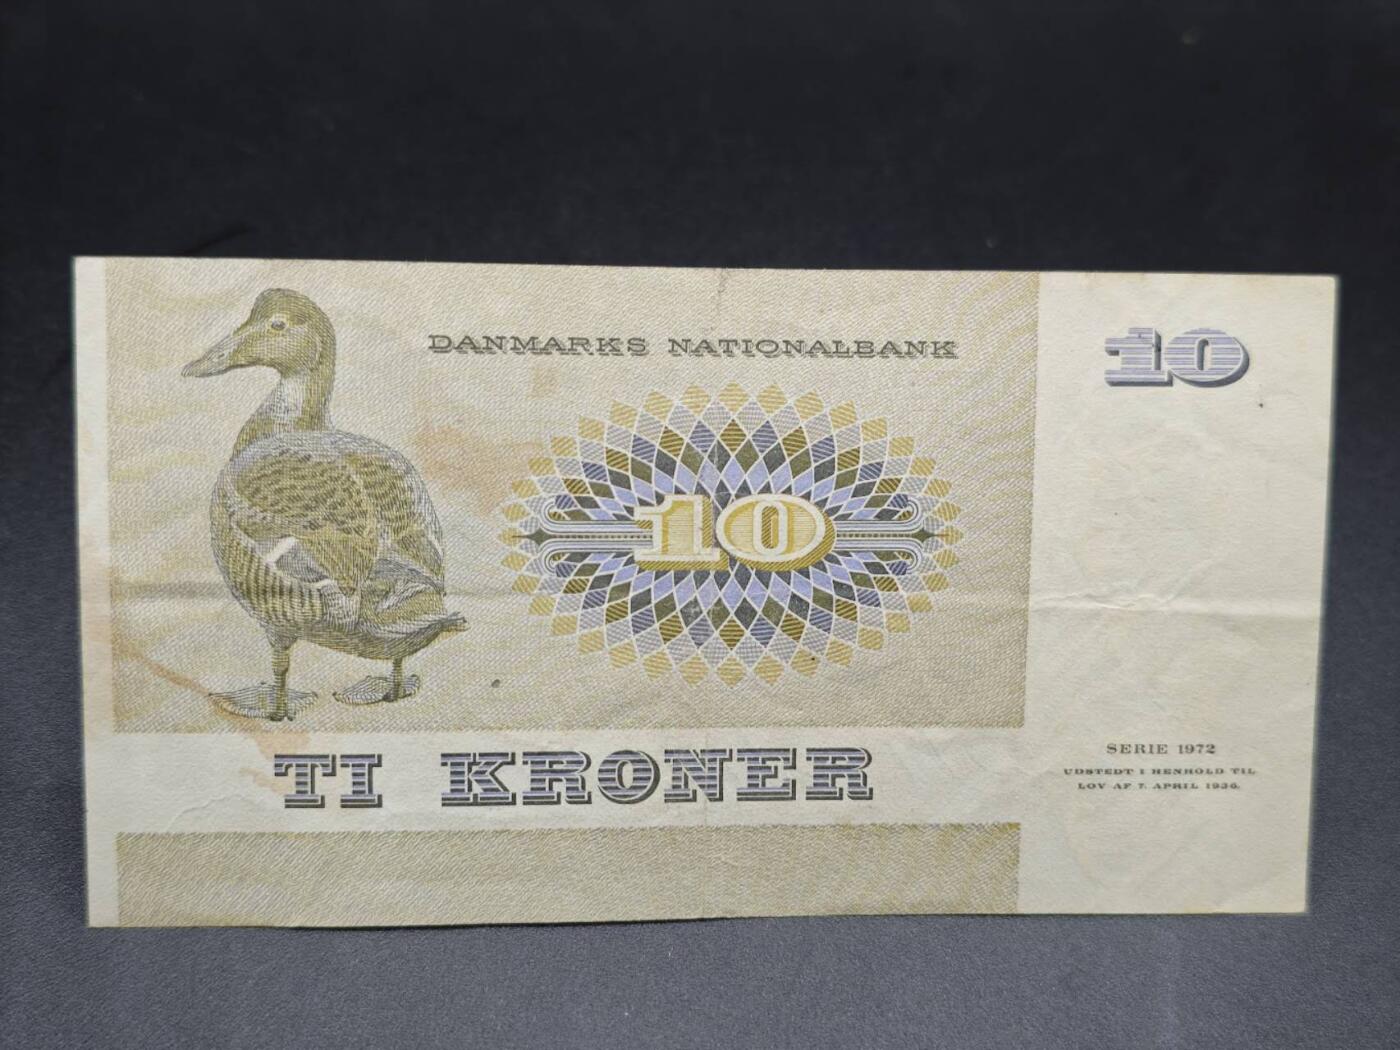 DANMARKS NATIONALBANK
10
10
TI KRONER
SERIE 1972
UDSTEDT I HENHOLD TIL
LOV AF 7. APRIL 1936.